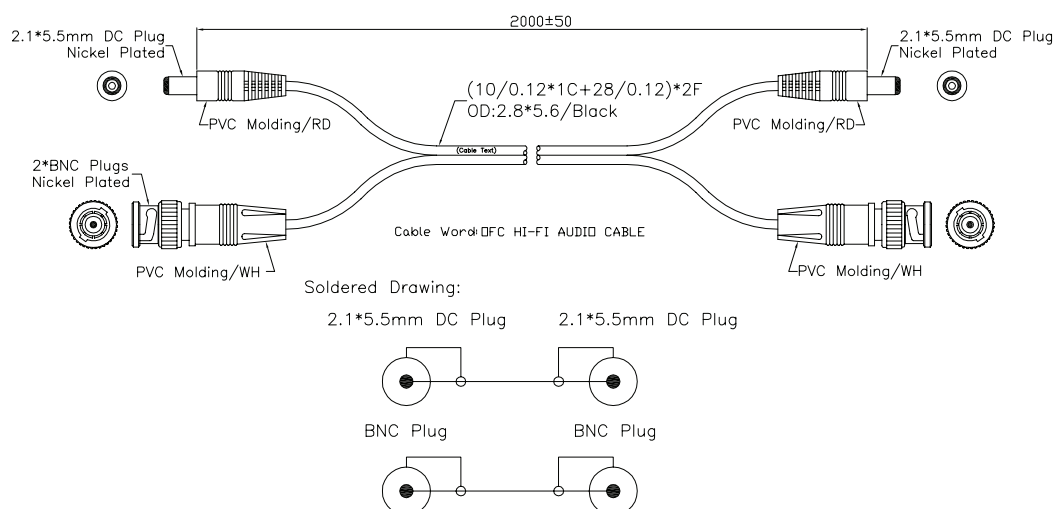 2000±50
2.1*5.5mm DC Plug
Nickel Plated
2.1*5.5mm DC Plug
Nickel Plated
(10/0.12*1C+28/0.12)*2F
OD:2.8*5.6/Black
PVC Molding/RD
PVC Molding/RD
(Cable Text)
2*BNC Plugs
Nickel Plated
Cable Word: OFC HI-FI AUDIO CABLE
PVC Molding/WH
PVC Molding/WH
Soldered Drawing:
2.1*5.5mm DC Plug
2.1*5.5mm DC Plug
BNC Plug
BNC Plug